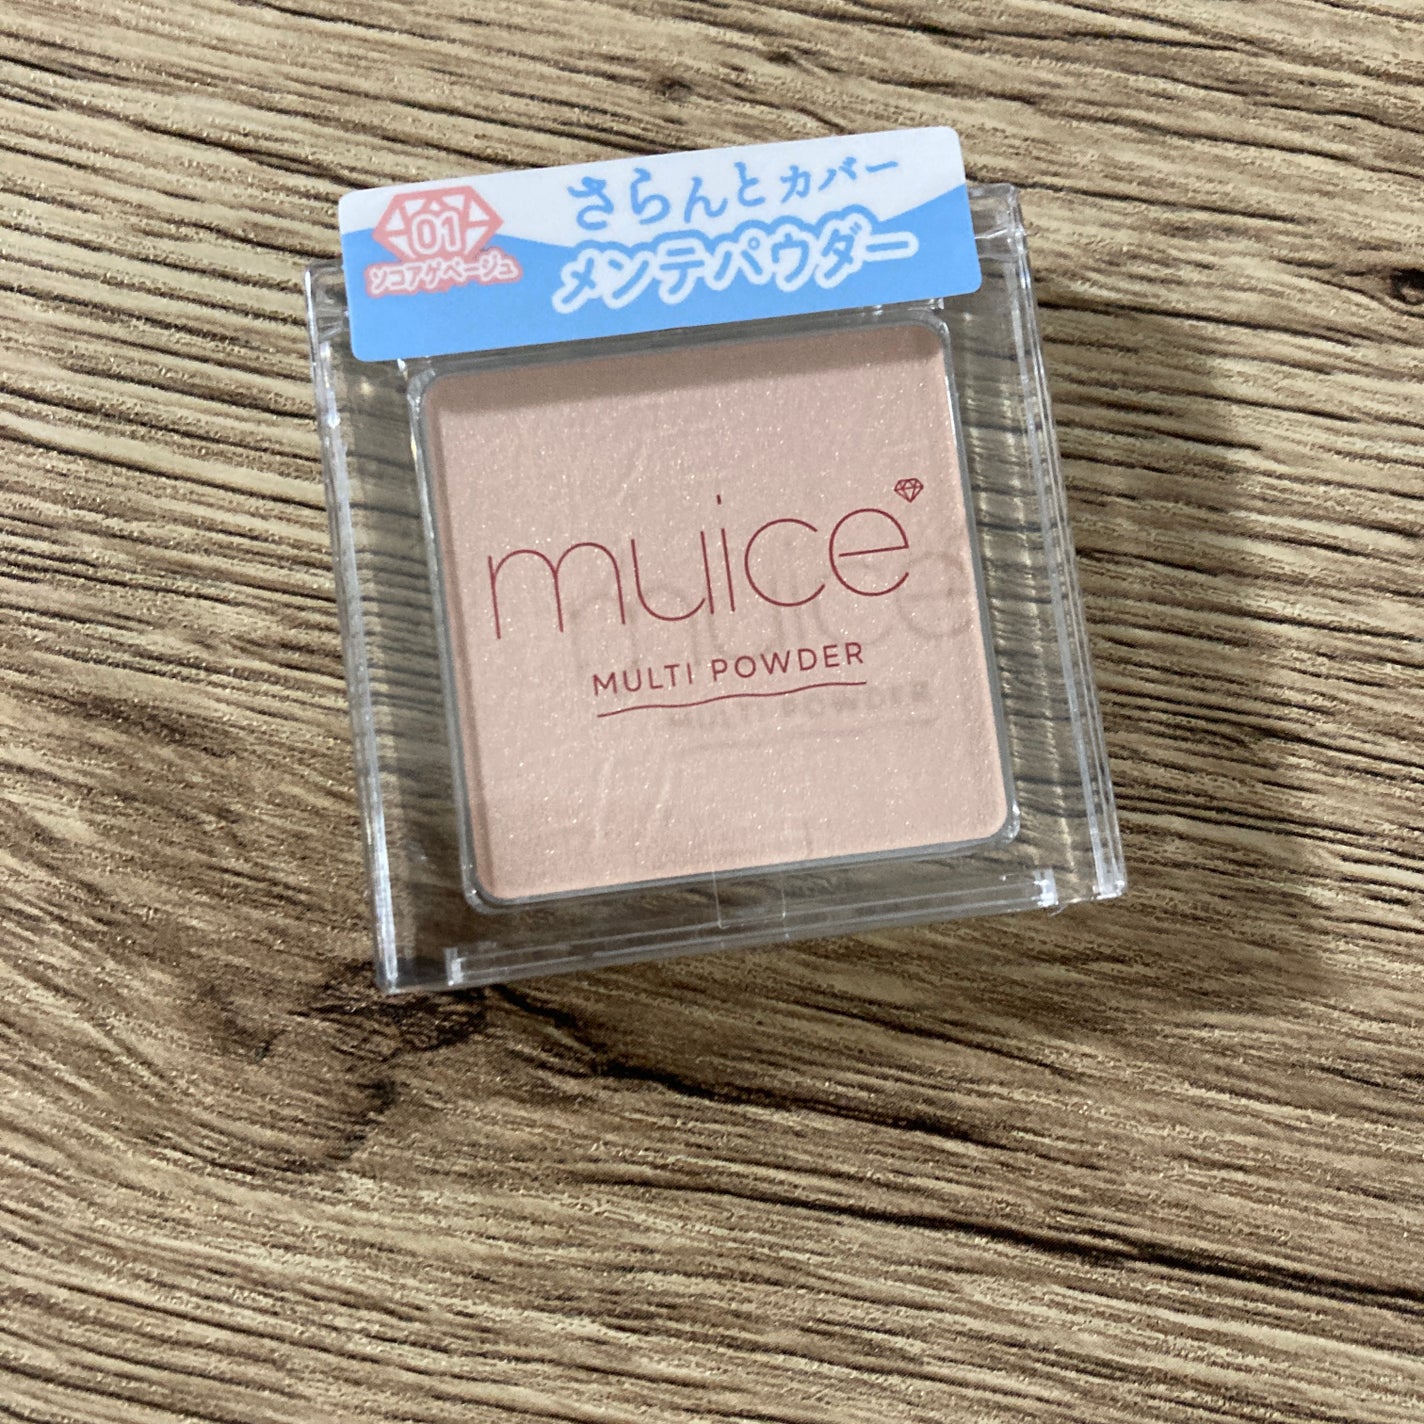 01
ソコアゲベージュ
さらんとカバー
メンテパウダー
muice
MULTI POWDER